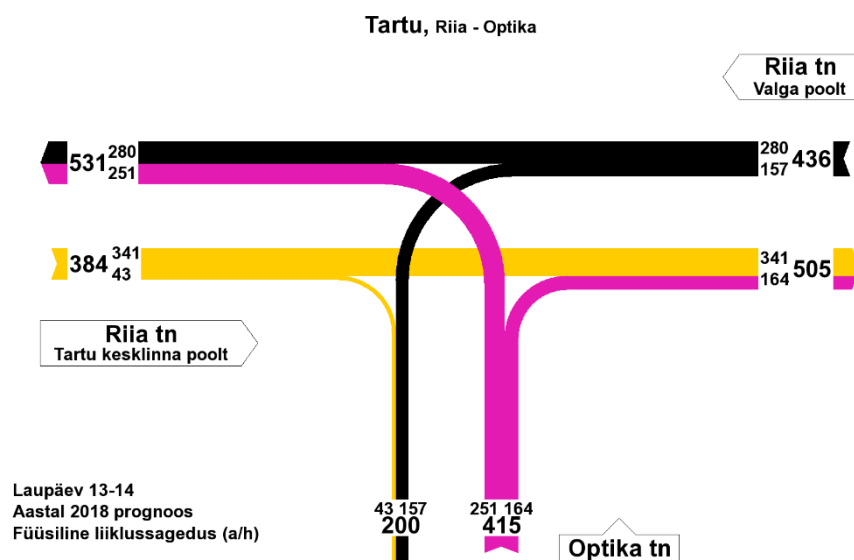 Tartu, Riia - Optika
Riia tn
Valga poolt
531 280
251
280
157 436
384 341
43
341
164 505
Riia tn
Tartu kesklinna poolt
Laupäev 13-14
Aastal 2018 prognoos
Füüsiline liiklussagedus (a/h)
43 157
200
251 164
415
Optika tn